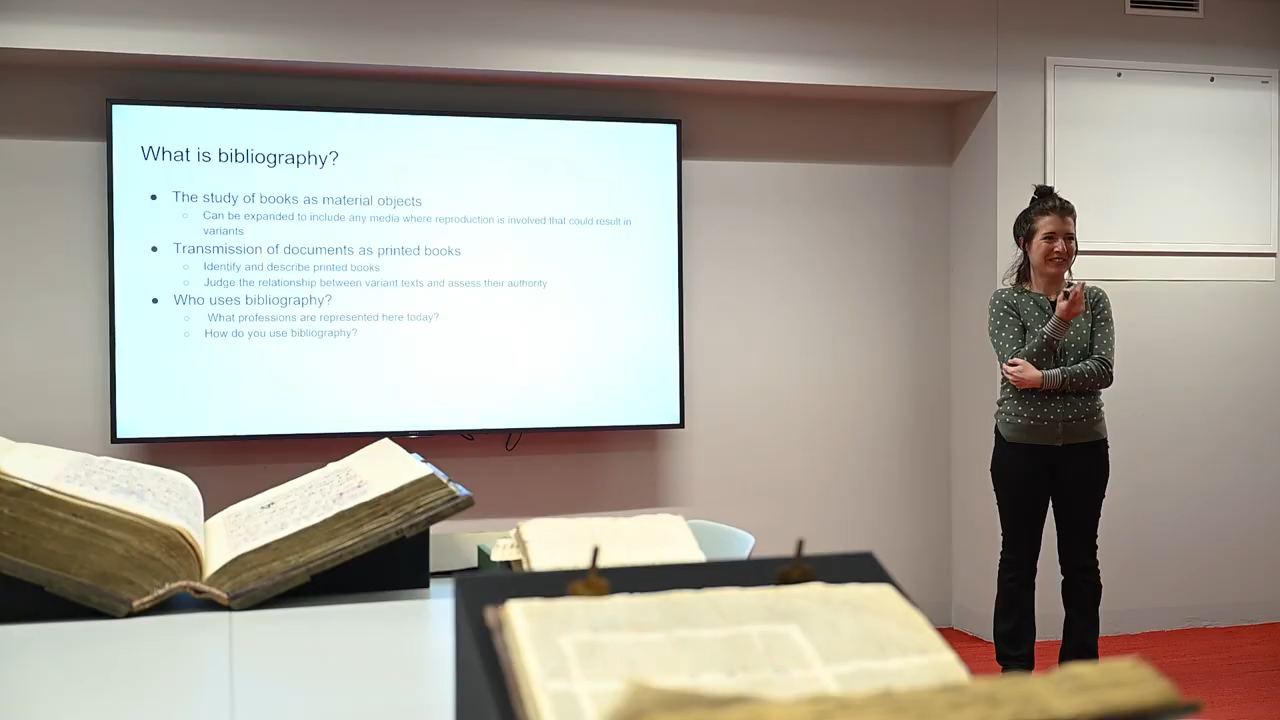 What is bibliography?
● The study of books as material objects
○ Can be expanded to include any media where reproduction is involved that could result in
variants
● Transmission of documents as printed books
○ Identify and describe printed books
○ Judge the relationship between variant texts and assess their authority
● Who uses bibliography?
○ What professions are represented here today?
○ How do you use bibliography?